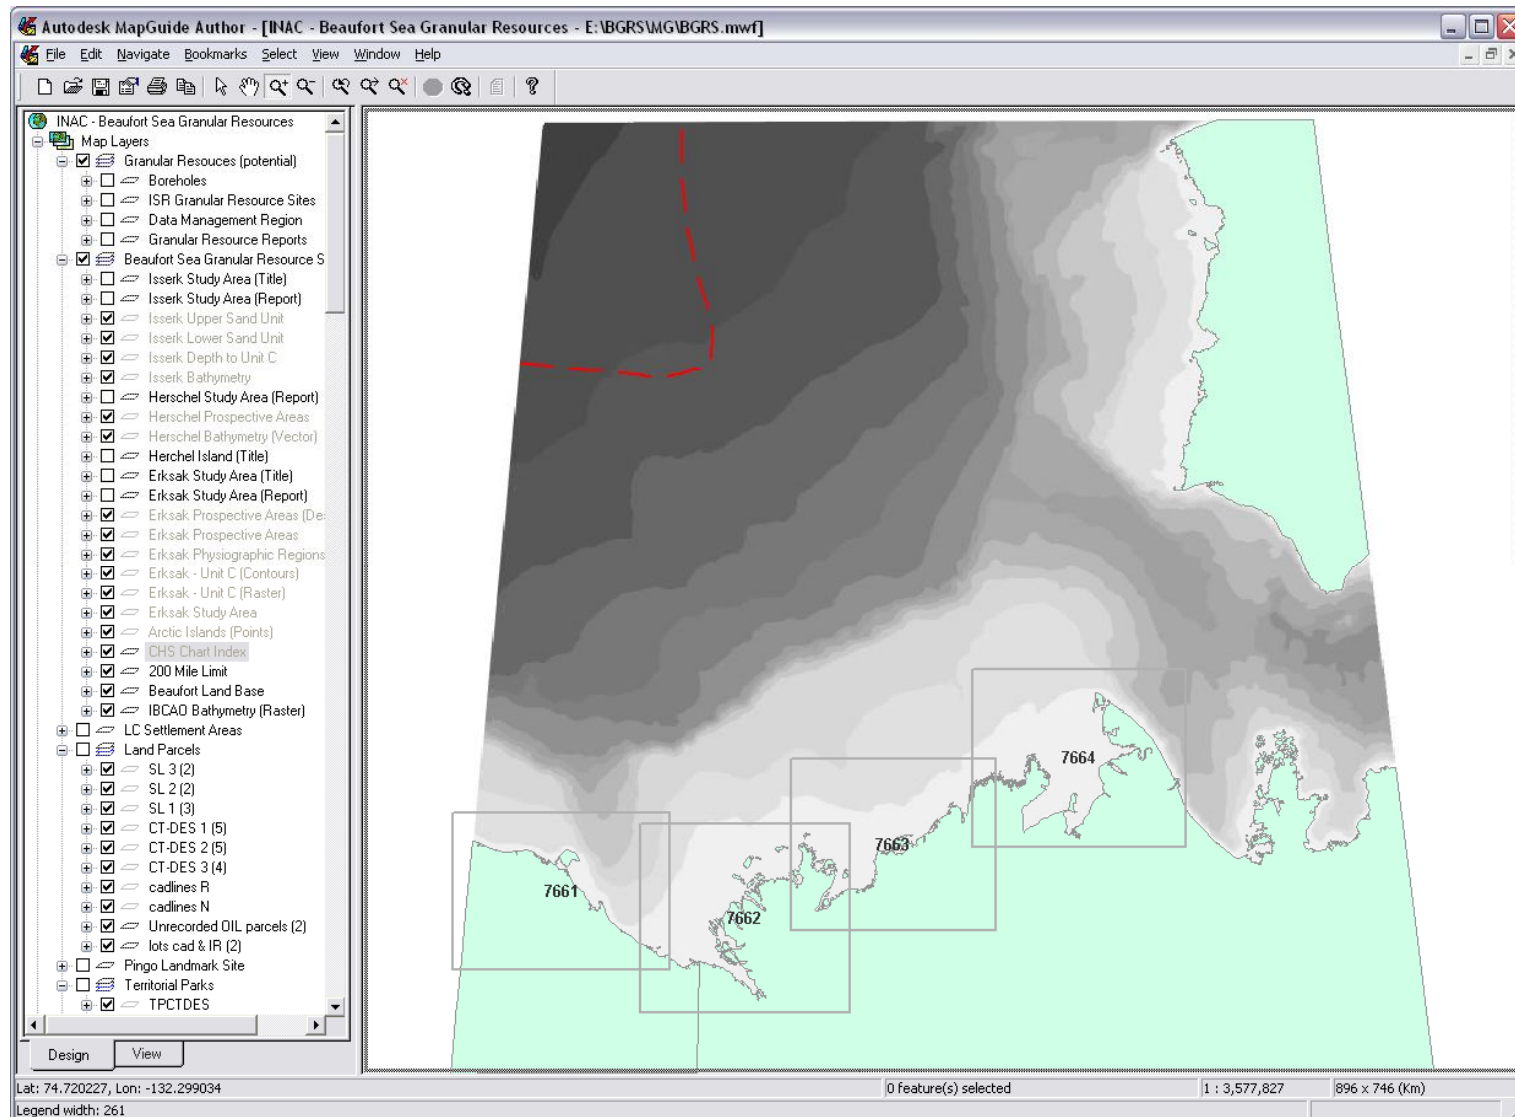 Autodesk MapGuide Author - [INAC - Beaufort Sea Granular Resources - E:\BGRS\MG\BGRS.mwf]
File Edit Navigate Bookmarks Select View Window Help
INAC - Beaufort Sea Granular Resources
Map Layers
Granular Resouces (potential)
Boreholes
ISR Granular Resource Sites
Data Management Region
Granular Resource Reports
Beaufort Sea Granular Resource S
Isserk Study Area (Title)
Isserk Study Area (Report)
Isserk Upper Sand Unit
Isserk Lower Sand Unit
Isserk Depth to Unit C
Isserk Bathymetry
Herschel Study Area (Report)
Herschel Prospective Areas
Herschel Bathymetry (Vector)
Herchel Island (Title)
Erksak Study Area (Title)
Erksak Study Area (Report)
Erksak Prospective Areas (De
Erksak Prospective Areas
Erksak Physiographic Regions
Erksak - Unit C (Contours)
Erksak - Unit C (Raster)
Erksak Study Area
Arctic Islands (Points)
CHS Chart Index
200 Mile Limit
Beaufort Land Base
IBCAO Bathymetry (Raster)
LC Settlement Areas
Land Parcels
SL 3 (2)
SL 2 (2)
SL 1 (3)
CT-DES 1 (5)
CT-DES 2 (5)
CT-DES 3 (4)
cadlines R
cadlines N
Unrecorded OIL parcels (2)
lots cad & IR (2)
Pingo Landmark Site
Territorial Parks
TPCTDES
Design View
7664
7663
7661
7662
Lat: 74.720227, Lon: -132.299034 0 feature(s) selected 1 : 3,577,827 896 x 746 (Km)
Legend width: 261